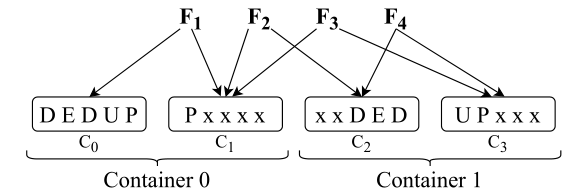 F₁ F₂ F₃ F₄
D E D U P P x x x x x x D E D U P x x x
C₀ C₁ C₂ C₃
Container 0 Container 1